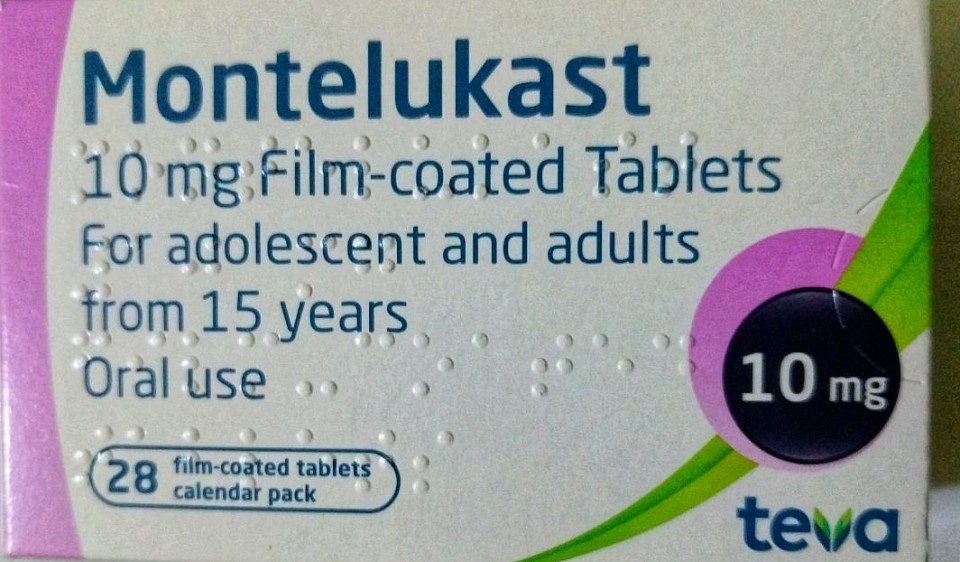 Montelukast
10 mg Film-coated Tablets
For adolescent and adults
from 15 years
Oral use
28 film-coated tablets
calendar pack
10 mg
teva